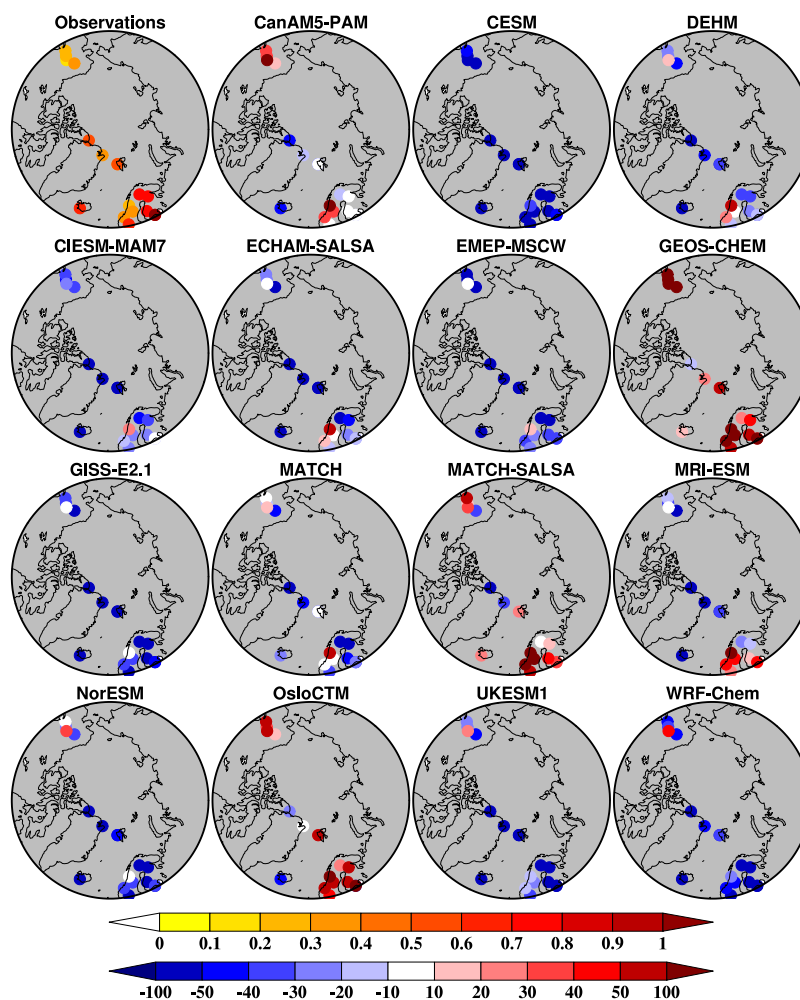 Observations CanAM5-PAM CESM DEHM
CIESM-MAM7 ECHAM-SALSA EMEP-MSCW GEOS-CHEM
GISS-E2.1 MATCH MATCH-SALSA MRI-ESM
NorESM OsloCTM UKESM1 WRF-Chem
0 0.1 0.2 0.3 0.4 0.5 0.6 0.7 0.8 0.9 1
-100 -50 -40 -30 -20 -10 10 20 30 40 50 100